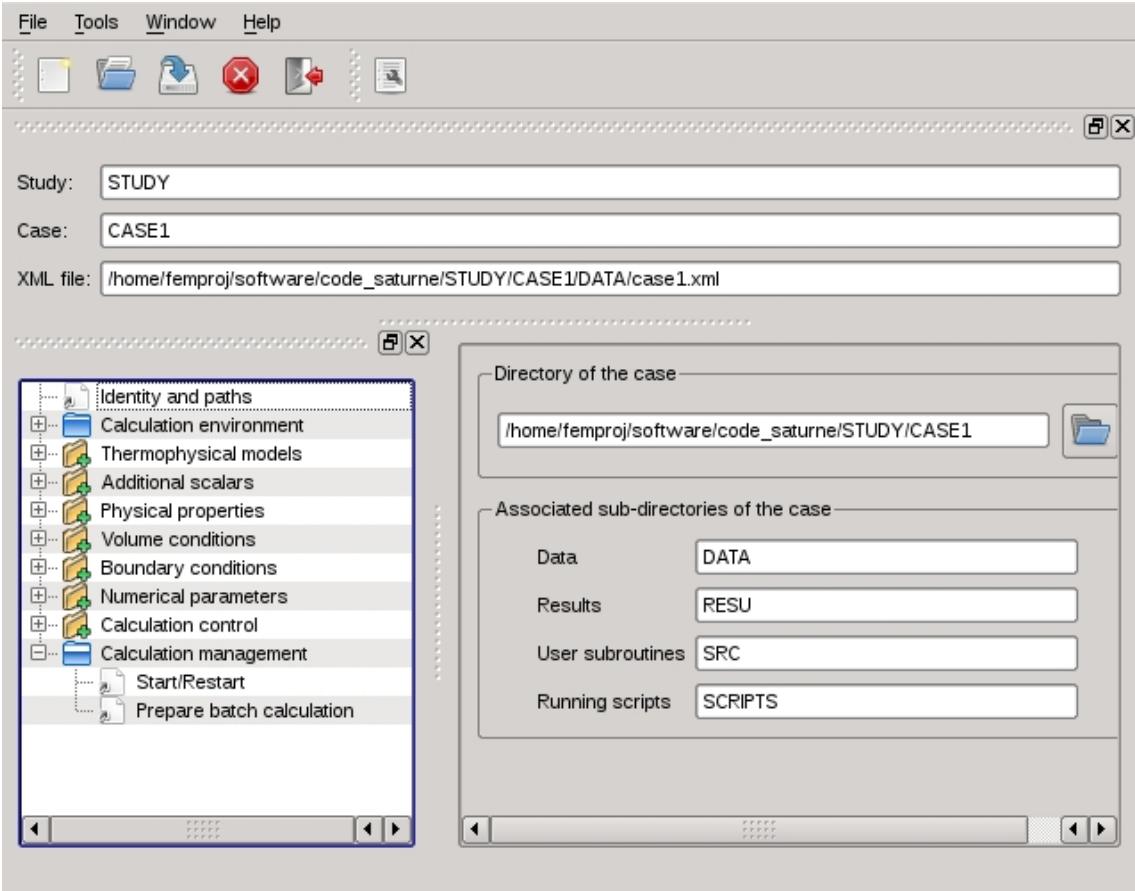 File Tools Window Help
Study: STUDY
Case: CASE1
XML file: /home/femproj/software/code_saturne/STUDY/CASE1/DATA/case1.xml
Identity and paths
Calculation environment
Thermophysical models
Additional scalars
Physical properties
Volume conditions
Boundary conditions
Numerical parameters
Calculation control
Calculation management
Start/Restart
Prepare batch calculation
Directory of the case
/home/femproj/software/code_saturne/STUDY/CASE1
Associated sub-directories of the case
Data DATA
Results RESU
User subroutines SRC
Running scripts SCRIPTS